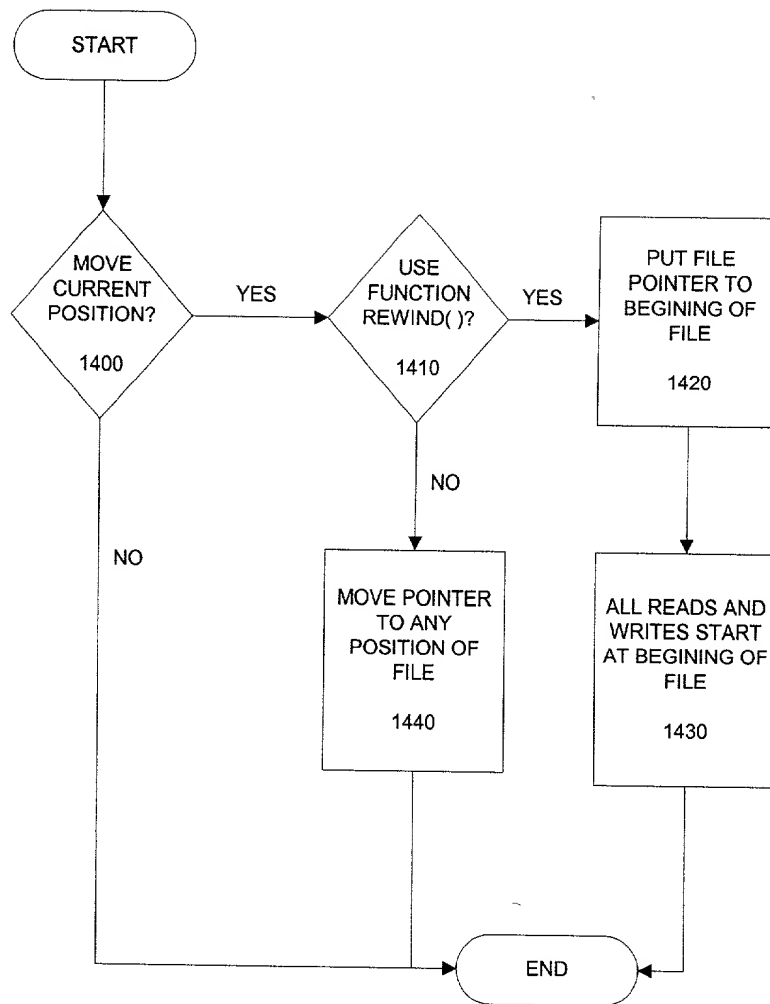 START
MOVE
CURRENT
POSITION?
1400
YES
USE
FUNCTION
REWIND( )?
1410
YES
PUT FILE
POINTER TO
BEGINING OF
FILE
1420
NO
NO
MOVE POINTER
TO ANY
POSITION OF
FILE
1440
ALL READS AND
WRITES START
AT BEGINING OF
FILE
1430
END